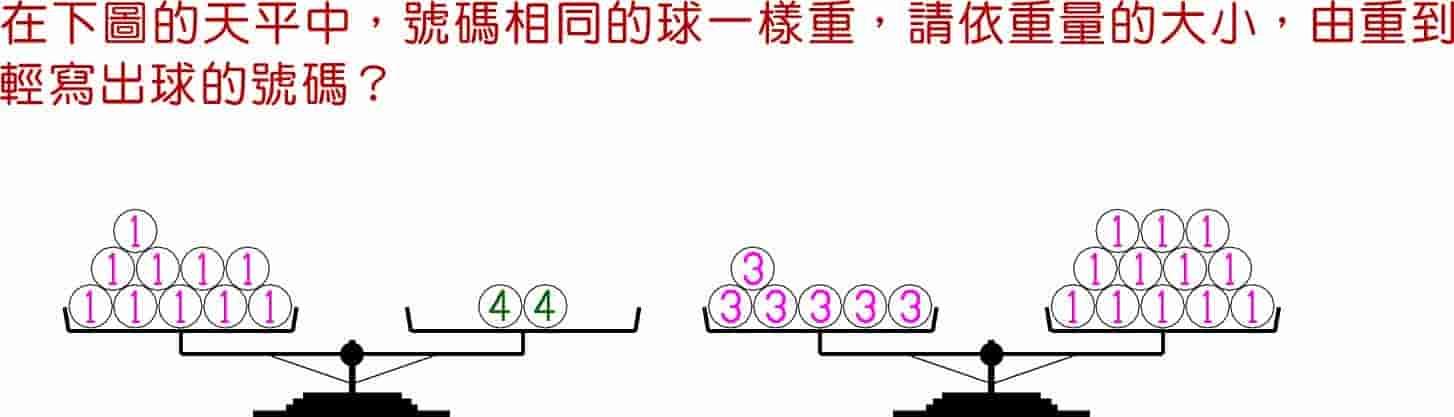 在下圖的天平中，號碼相同的球一樣重，請依重量的大小，由重到
輕寫出球的號碼？
1
1 1 1 1
1 1 1 1 1
4 4
3
3 3 3 3 3
1 1 1
1 1 1 1
1 1 1 1 1